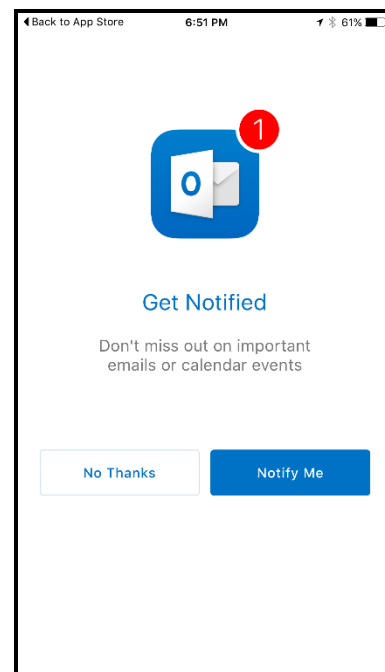 Back to App Store 6:51 PM 61%
1
O
Get Notified
Don't miss out on important
emails or calendar events
No Thanks Notify Me